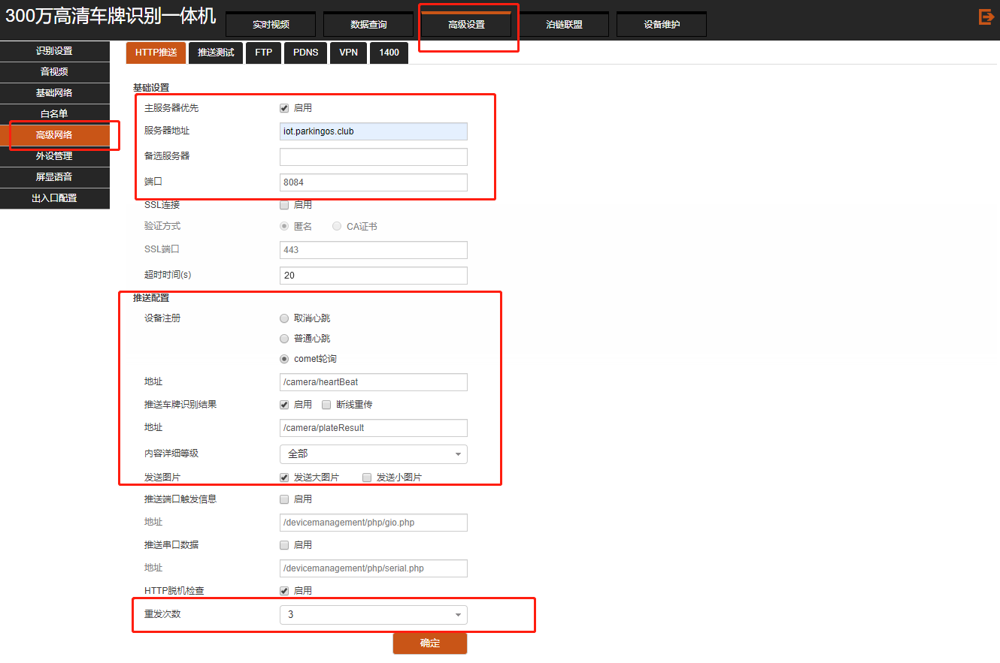 300万高清车牌识别一体机
实时视频 数据查询 高级设置 泊链联盟 设备维护
识别设置
音视频
基础网络
白名单
高级网络
外设管理
屏显语音
出入口配置
HTTP推送 推送测试 FTP PDNS VPN 1400
基础设置
主服务器优先 启用
服务器地址 iot.parkingos.club
备选服务器
端口 8084
SSL连接 启用
验证方式 匿名 CA证书
SSL端口 443
超时时间(s) 20
推送配置
设备注册 取消心跳
普通心跳
comet轮询
地址 /camera/heartBeat
推送车牌识别结果 启用 断线重传
地址 /camera/plateResult
内容详细等级 全部
发送图片 发送大图片 发送小图片
推送端口触发信息 启用
地址 /devicemanagement/php/gio.php
推送串口数据 启用
地址 /devicemanagement/php/serial.php
HTTP脱机检查 启用
重发次数 3
确定